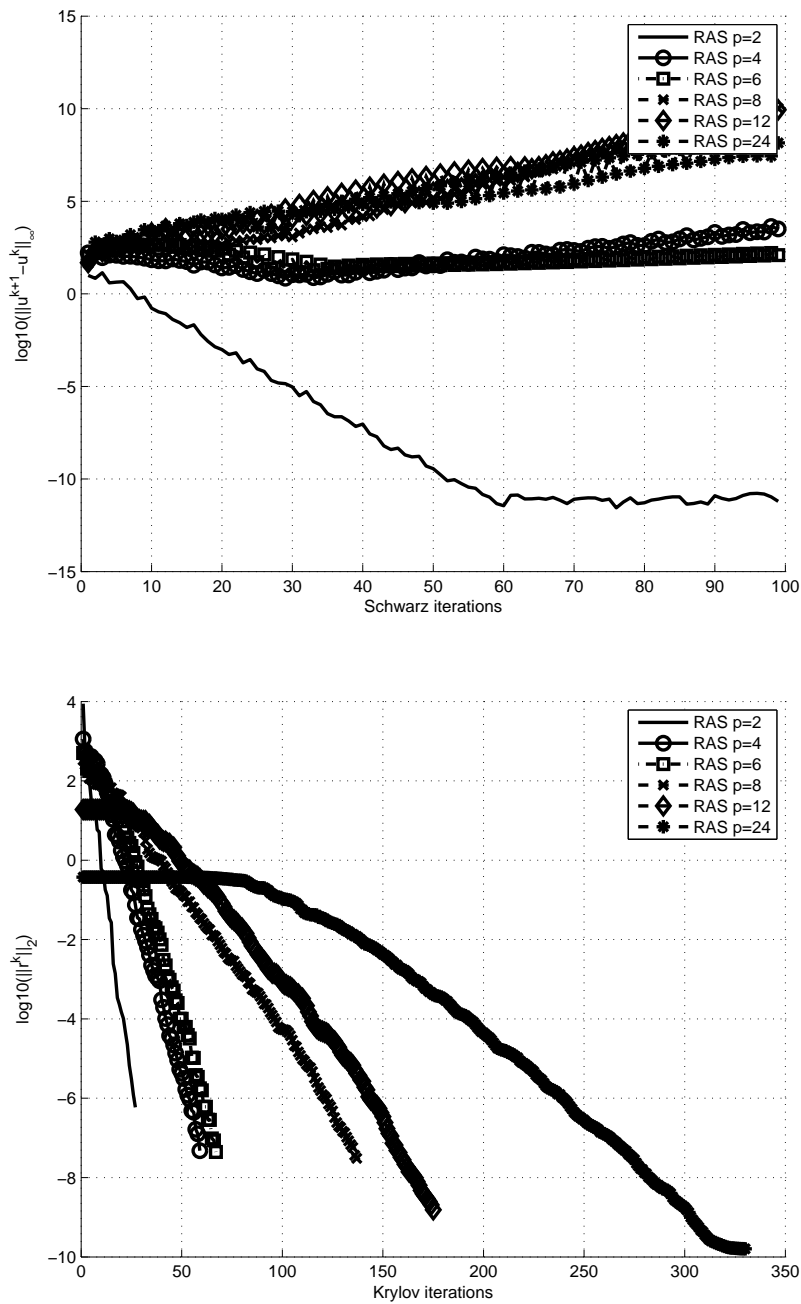 15
10
5
0
−5
−10
−15
log10(||u^{k+1}−u^k||_∞)
0 10 20 30 40 50 60 70 80 90 100
Schwarz iterations
RAS p=2
RAS p=4
RAS p=6
RAS p=8
RAS p=12
RAS p=24
4
2
0
−2
−4
−6
−8
−10
log10(||r^k||_2)
0 50 100 150 200 250 300 350
Krylov iterations
RAS p=2
RAS p=4
RAS p=6
RAS p=8
RAS p=12
RAS p=24